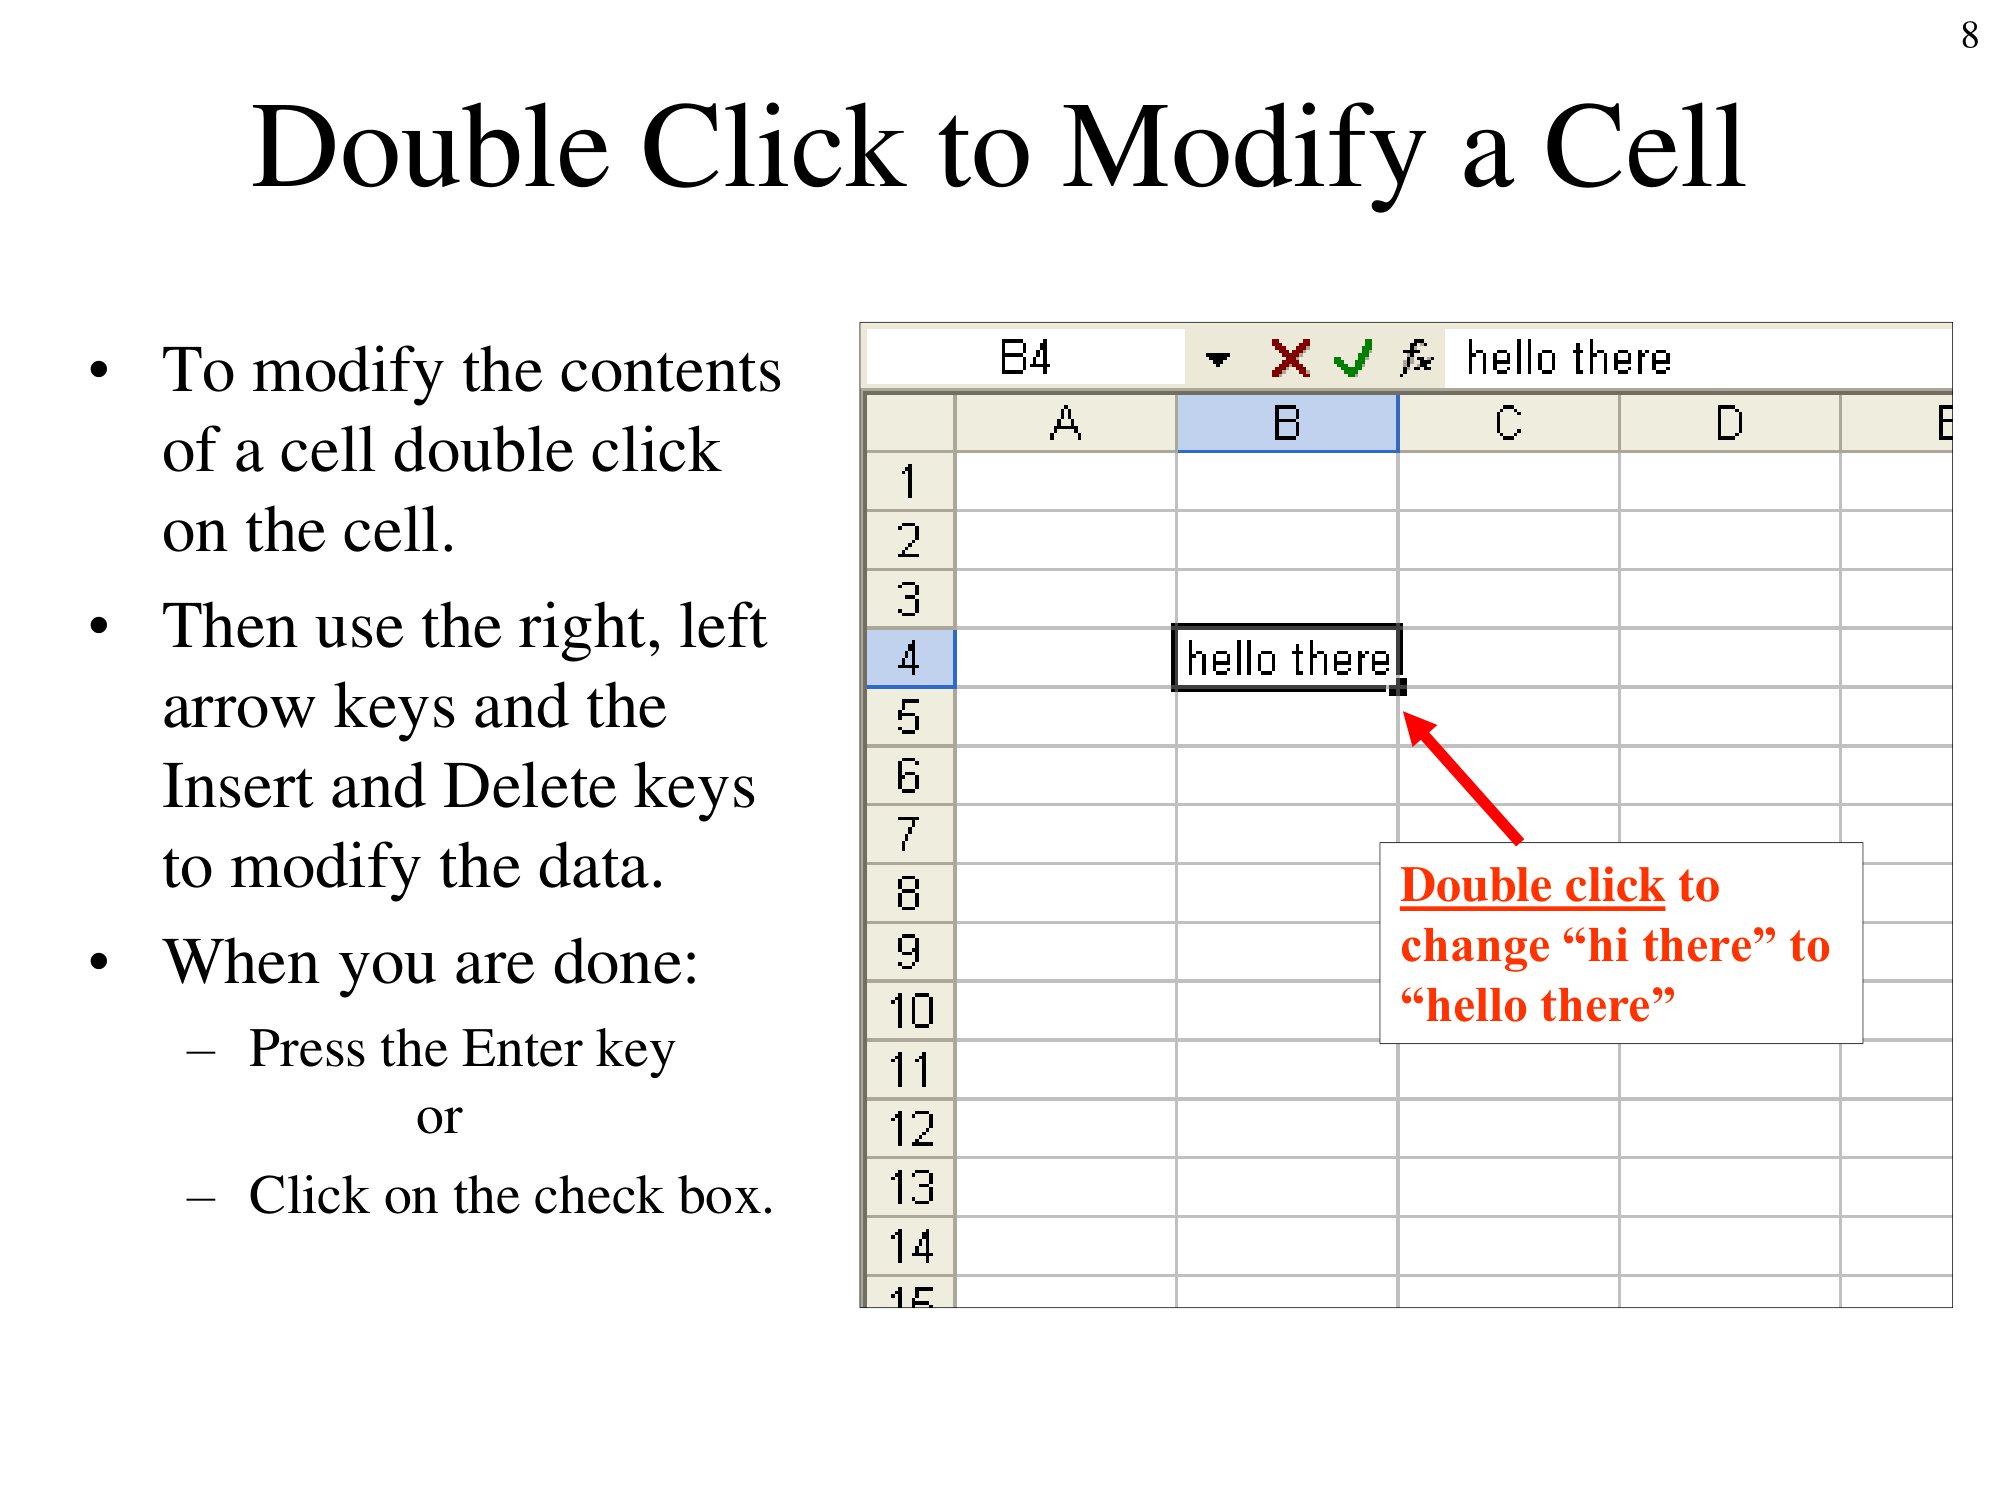 8
Double Click to Modify a Cell
• To modify the contents
of a cell double click
on the cell.
• Then use the right, left
arrow keys and the
Insert and Delete keys
to modify the data.
• When you are done:
– Press the Enter key
or
– Click on the check box.
B4 fx hello there
A B C D E
1
2
3
4 hello there
5
6
7
8
9
10
11
12
13
14
15
Double click to
change “hi there” to
“hello there”